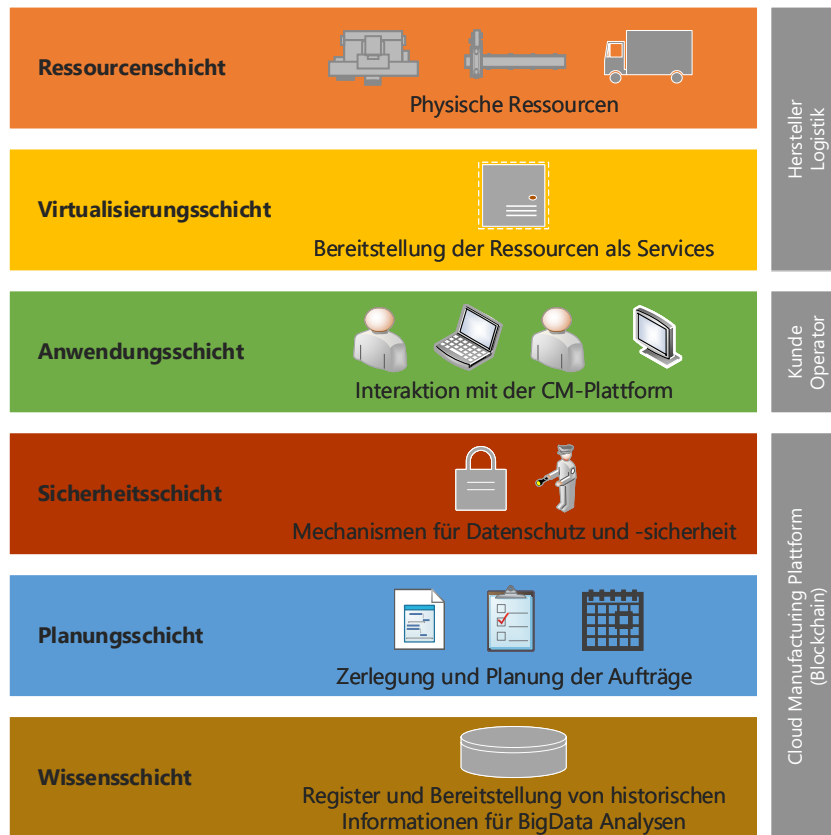 Ressourcenschicht
Physische Ressourcen
Virtualisierungsschicht
Bereitstellung der Ressourcen als Services
Hersteller
Logistik
Anwendungsschicht
Interaktion mit der CM-Plattform
Kunde
Operator
Sicherheitsschicht
Mechanismen für Datenschutz und -sicherheit
Planungsschicht
Zerlegung und Planung der Aufträge
Wissensschicht
Register und Bereitstellung von historischen
Informationen für BigData Analysen
Cloud Manufacturing Plattform
(Blockchain)